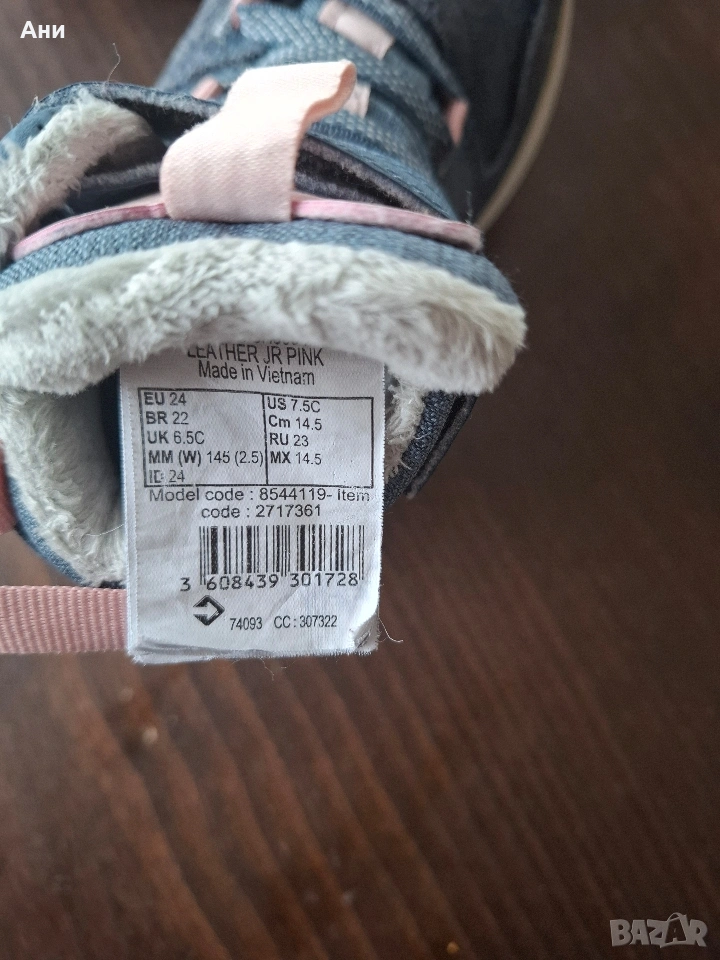 Ани
LEATHER JR PINK
Made in Vietnam
EU 24
US 7.5C
BR 22
Cm 14.5
UK 6.5C
RU 23
MM (W) 145 (2.5)
MX 14.5
ID 24
Model code : 8544119- Item
code : 2717361
3 608439 301728
74093 CC : 307322
BAZAR